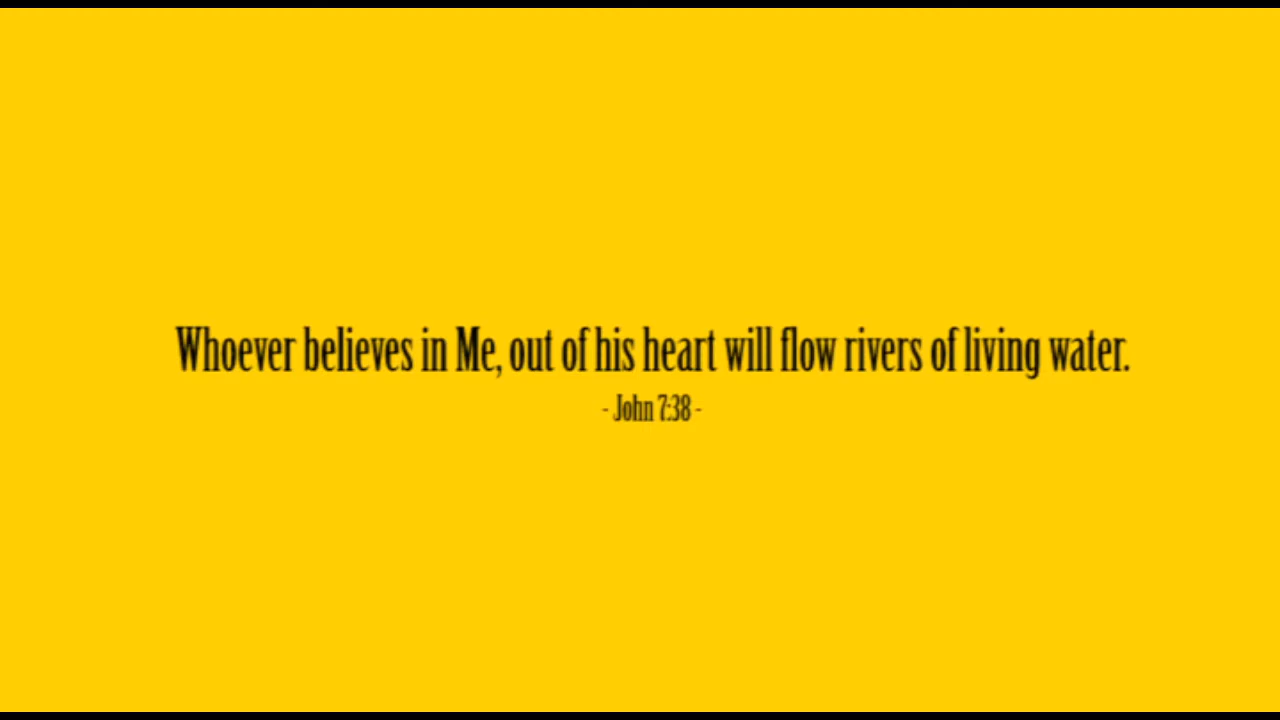 Whoever believes in Me, out of his heart will flow rivers of living water.
- John 7:38 -